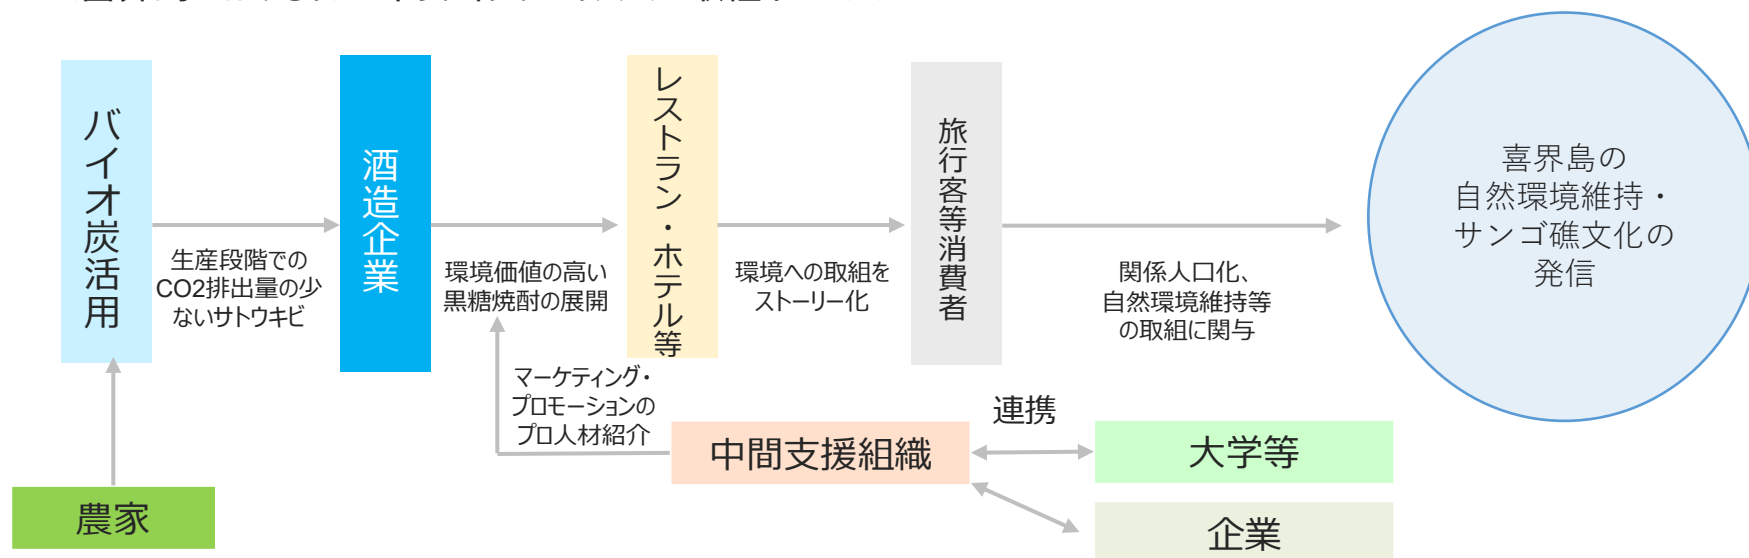 バイオ炭活用
生産段階での
CO2排出量の少
ないサトウキビ
酒造企業
環境価値の高い
黒糖焼酎の展開
レストラン・ホテル等
環境への取組を
ストーリー化
旅行客等消費者
関係人口化、
自然環境維持等
の取組に関与
喜界島の
自然環境維持・
サンゴ礁文化の
発信
マーケティング・
プロモーションの
プロ人材紹介
中間支援組織
連携
大学等
企業
農家